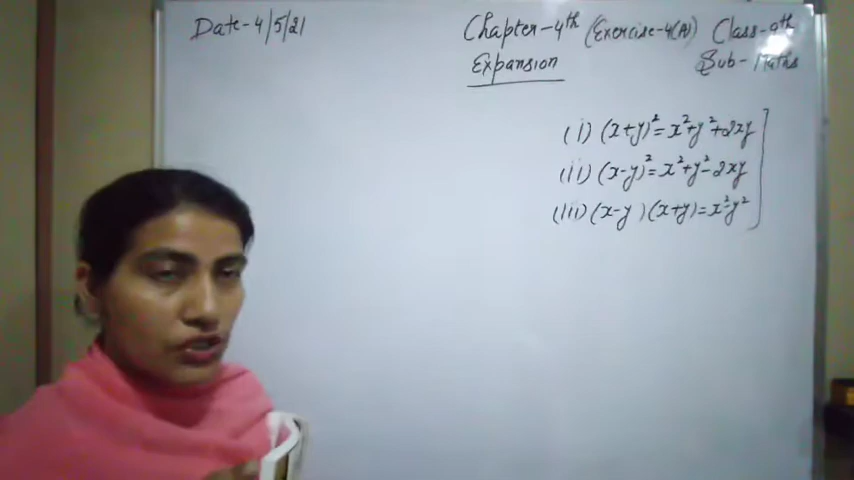 Date-4/5/21
Chapter-4th (Exercise-4(A)) Class-9th
Expansion
Sub-Maths
(i) (x+y)²=x²+y²+2xy
(ii) (x-y)²=x²+y²-2xy
(iii) (x-y)(x+y)=x²-y²